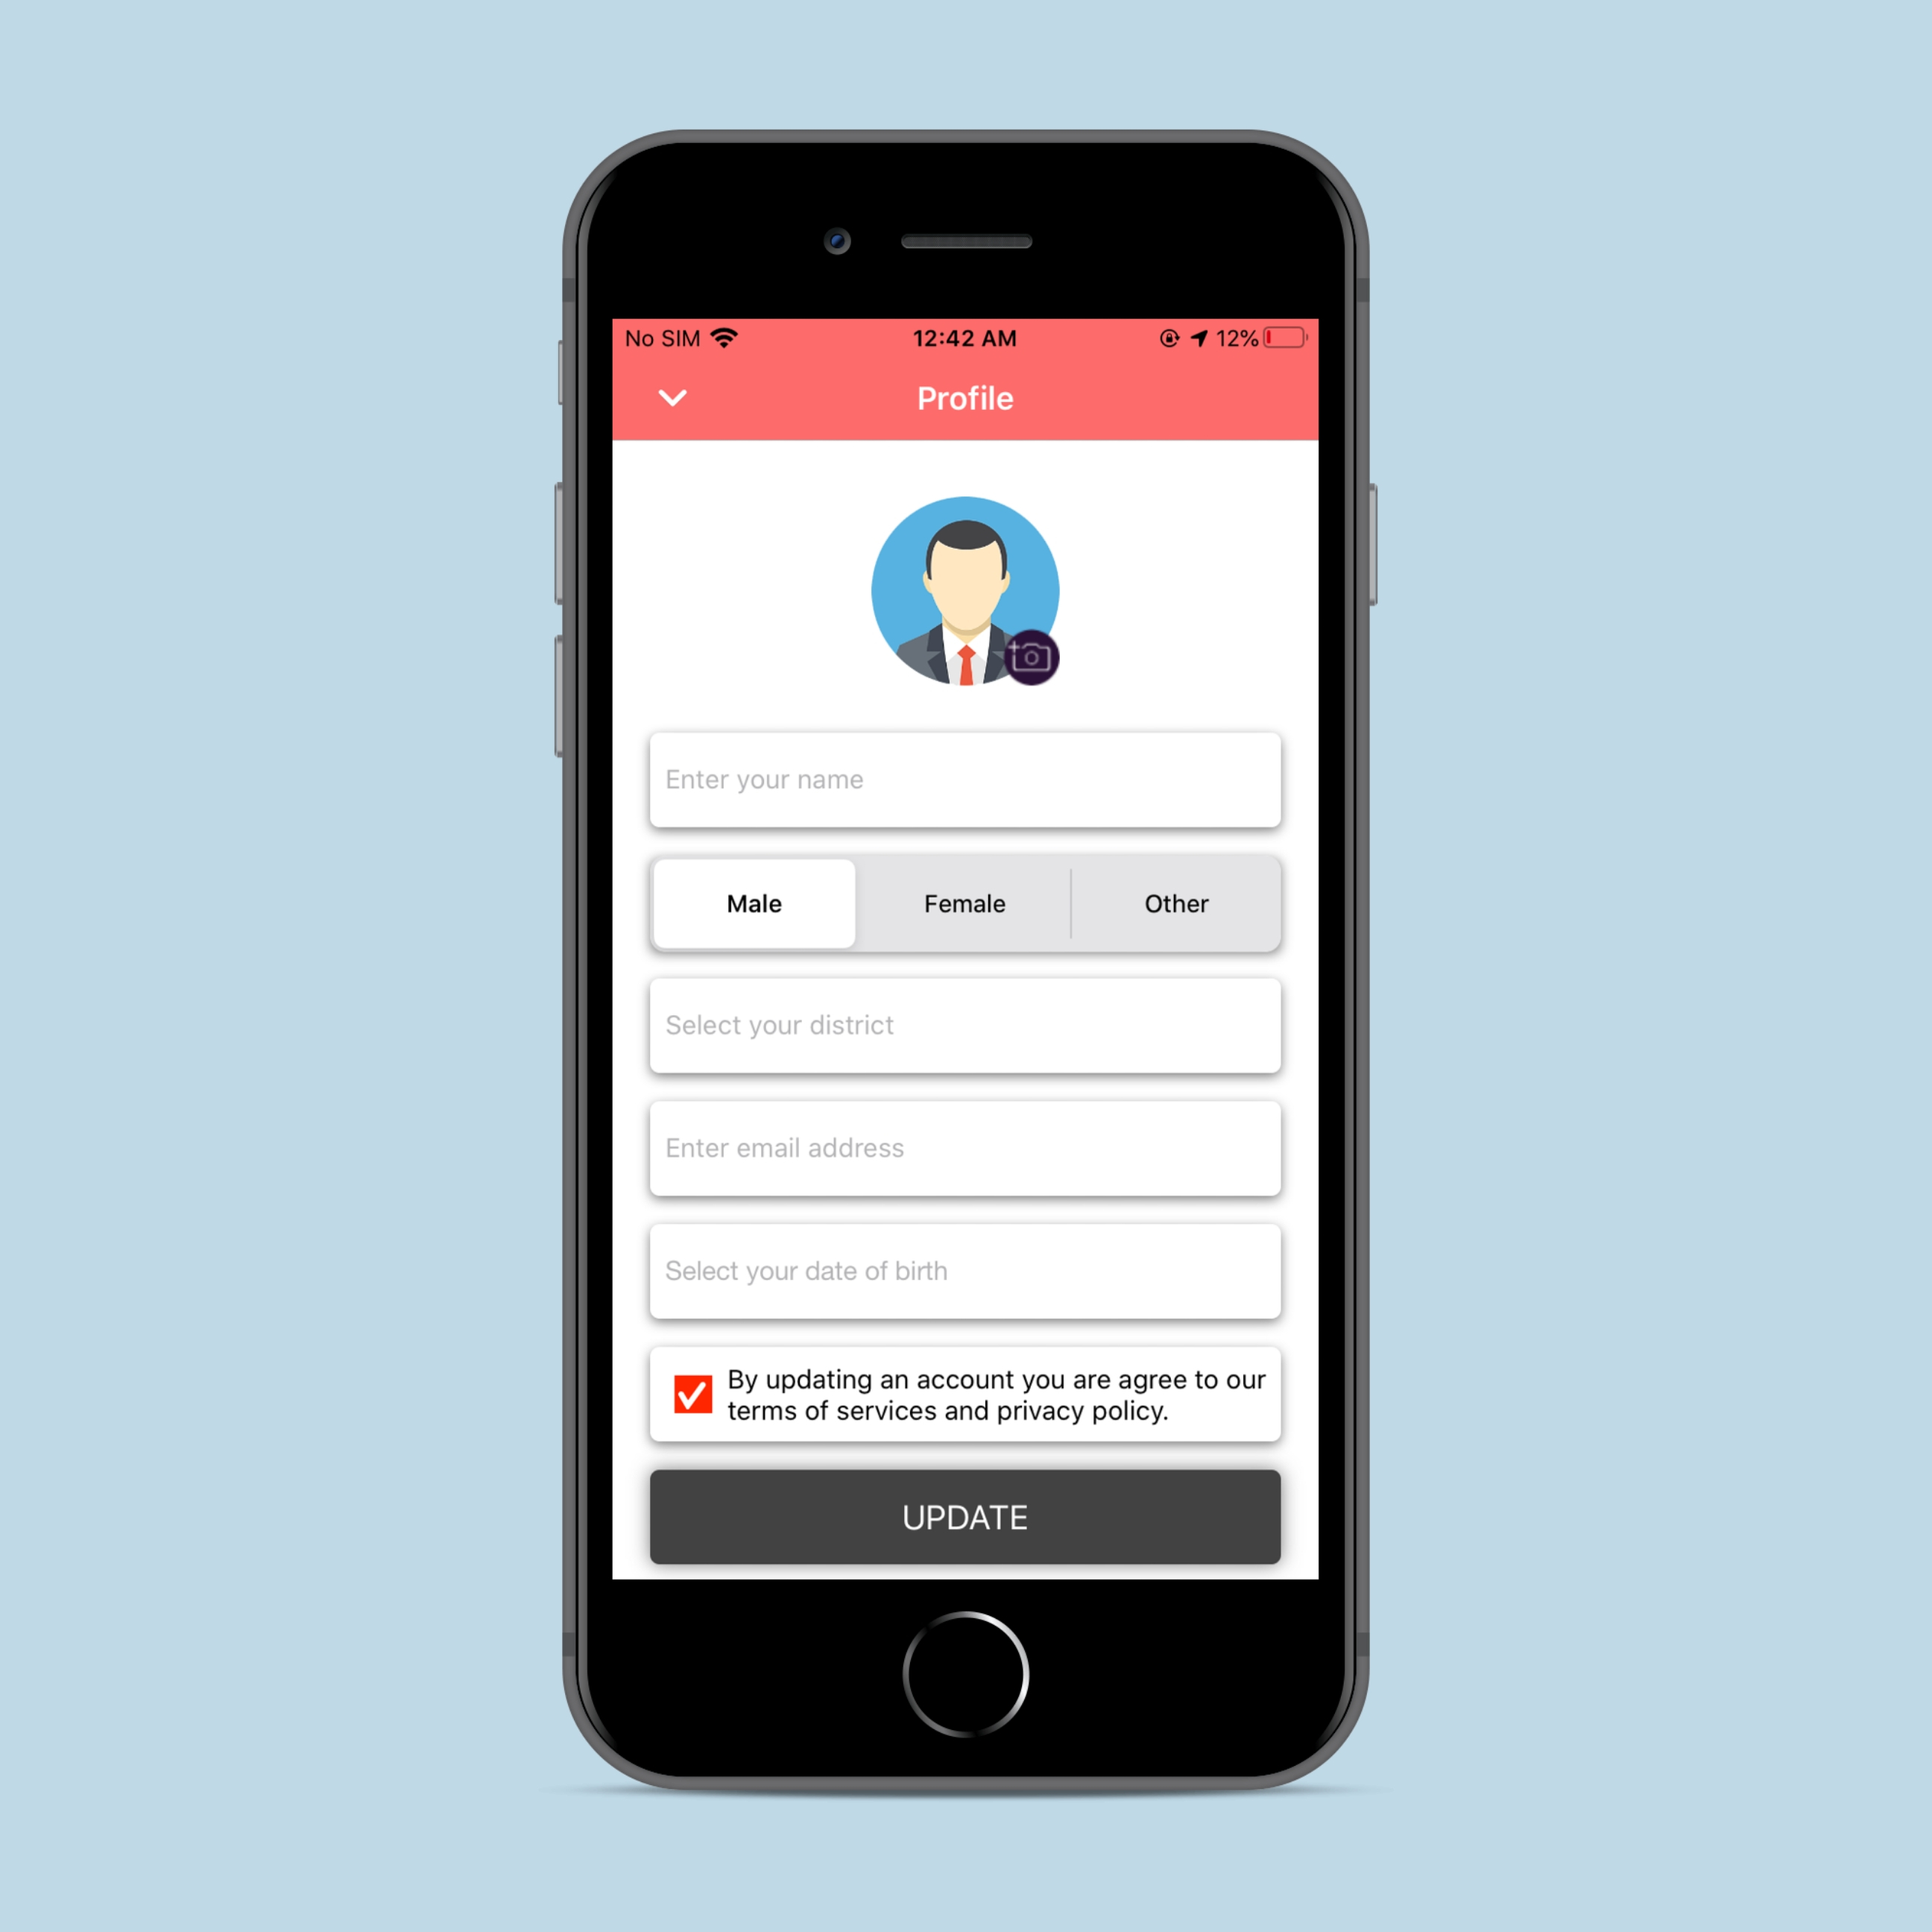 No SIM 12:42 AM 12%
Profile
Enter your name
Male Female Other
Select your district
Enter email address
Select your date of birth
By updating an account you are agree to our
terms of services and privacy policy.
UPDATE